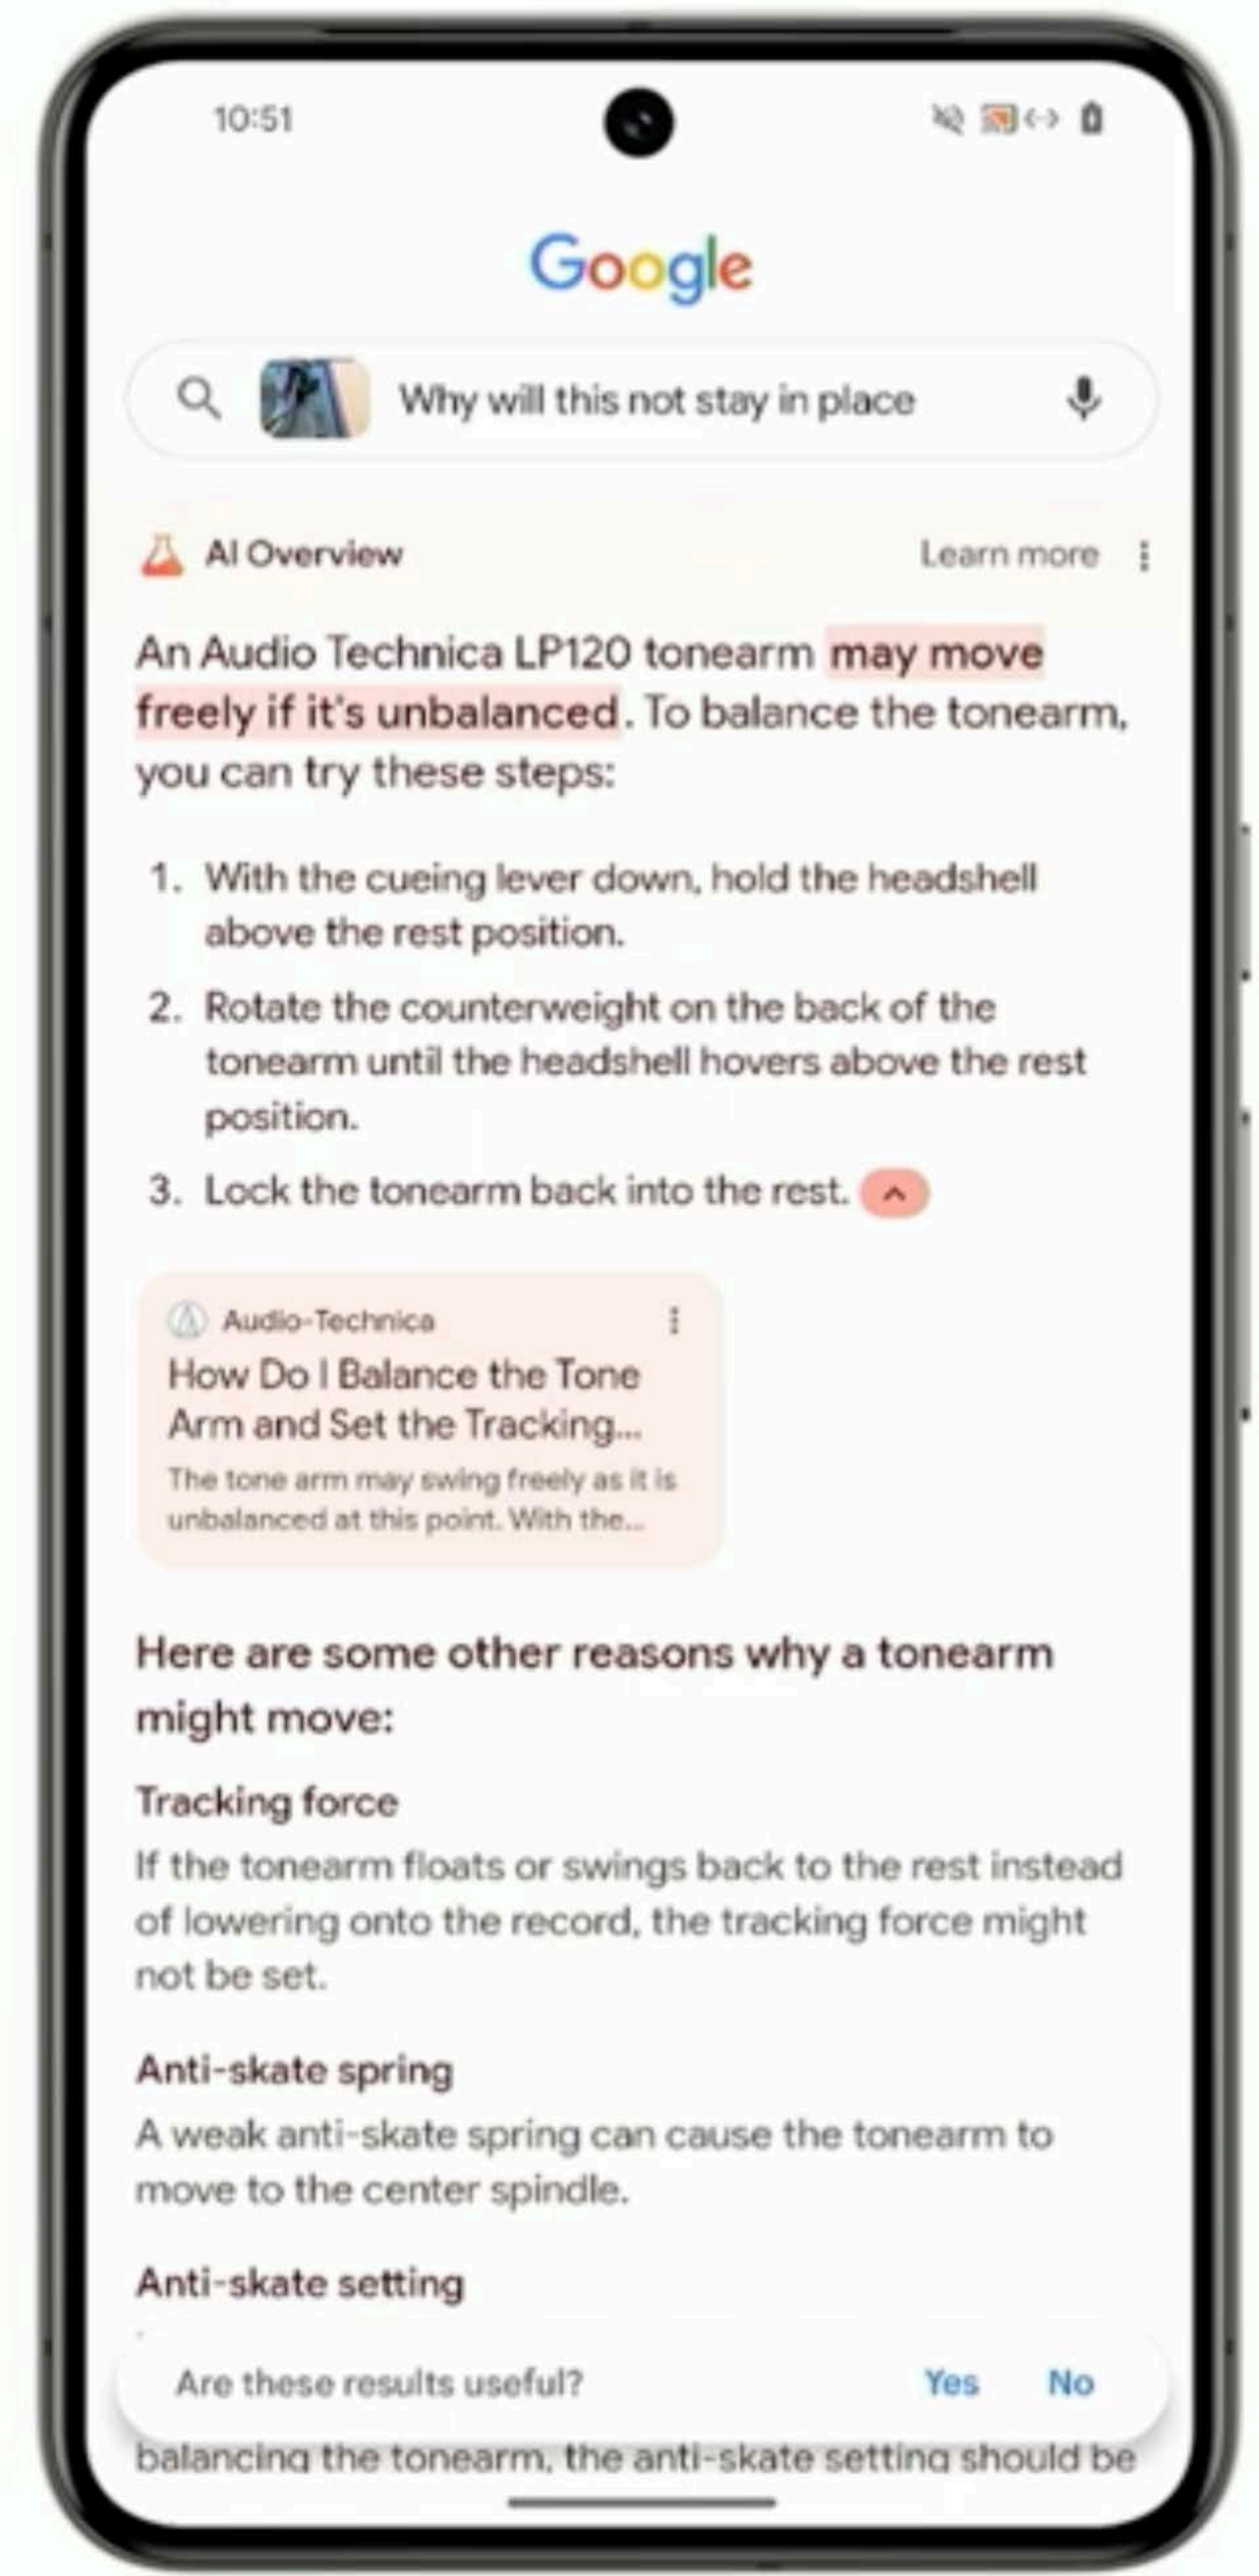 10:51
Google
Why will this not stay in place
AI Overview
Learn more
An Audio Technica LP120 tonearm may move
freely if it's unbalanced. To balance the tonearm,
you can try these steps:
1. With the cueing lever down, hold the headshell
above the rest position.
2. Rotate the counterweight on the back of the
tonearm until the headshell hovers above the rest
position.
3. Lock the tonearm back into the rest.
Audio-Technica
How Do I Balance the Tone
Arm and Set the Tracking...
The tone arm may swing freely as it is
unbalanced at this point. With the...
Here are some other reasons why a tonearm
might move:
Tracking force
If the tonearm floats or swings back to the rest instead
of lowering onto the record, the tracking force might
not be set.
Anti-skate spring
A weak anti-skate spring can cause the tonearm to
move to the center spindle.
Anti-skate setting
Are these results useful?
Yes
No
balancing the tonearm, the anti-skate setting should be